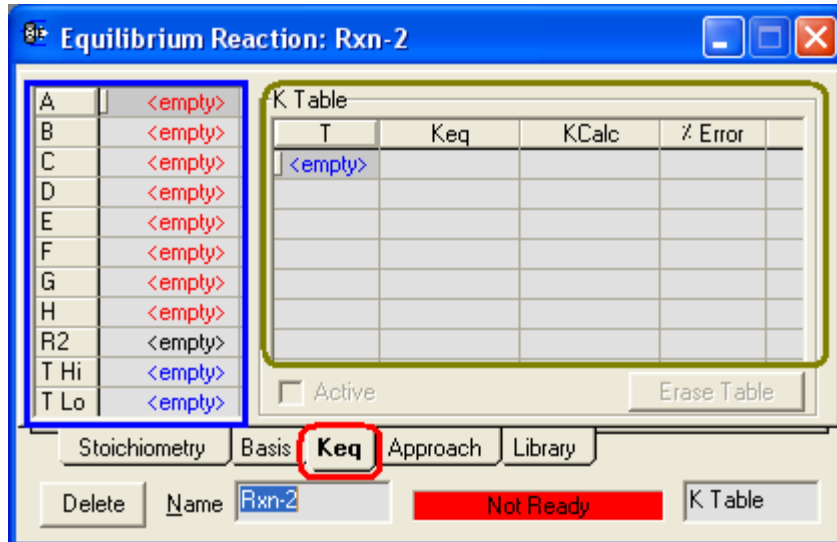 Equilibrium Reaction: Rxn-2
A <empty>
B <empty>
C <empty>
D <empty>
E <empty>
F <empty>
G <empty>
H <empty>
R2 <empty>
T Hi <empty>
T Lo <empty>
K Table
T Keq KCalc % Error
<empty>
Active Erase Table
Stoichiometry Basis Keq Approach Library
Delete Name Rxn-2 Not Ready K Table